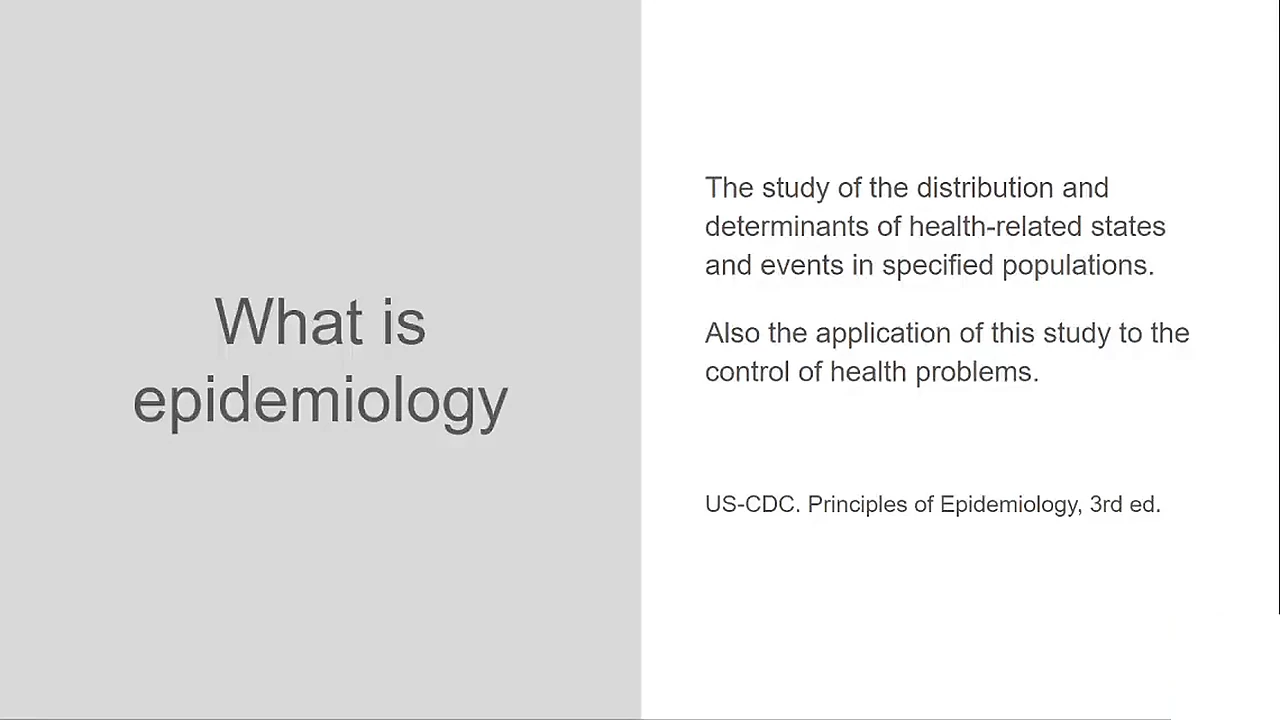 What is
epidemiology
The study of the distribution and
determinants of health-related states
and events in specified populations.
Also the application of this study to the
control of health problems.
US-CDC. Principles of Epidemiology, 3rd ed.